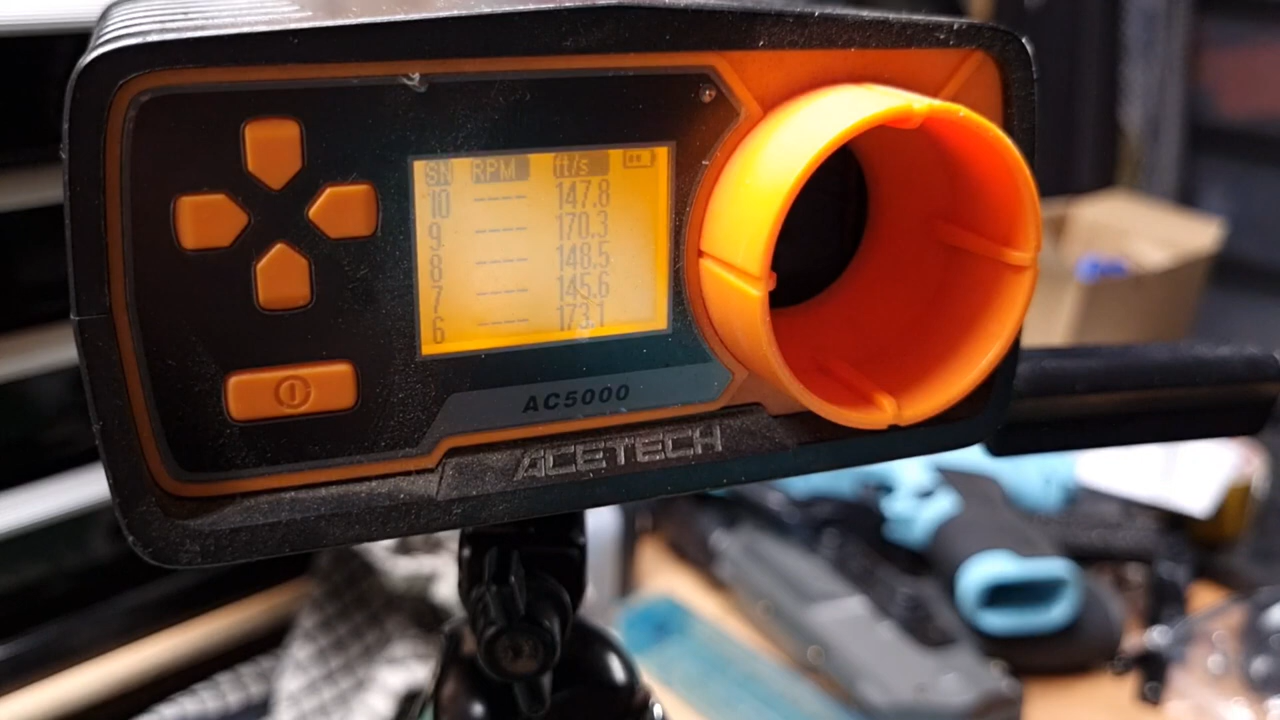 SN RPM ft/s
10 ---- 147.8
9 ---- 170.3
8 ---- 148.5
7 ---- 145.6
6 ---- 173.1
AC5000
ACETECH